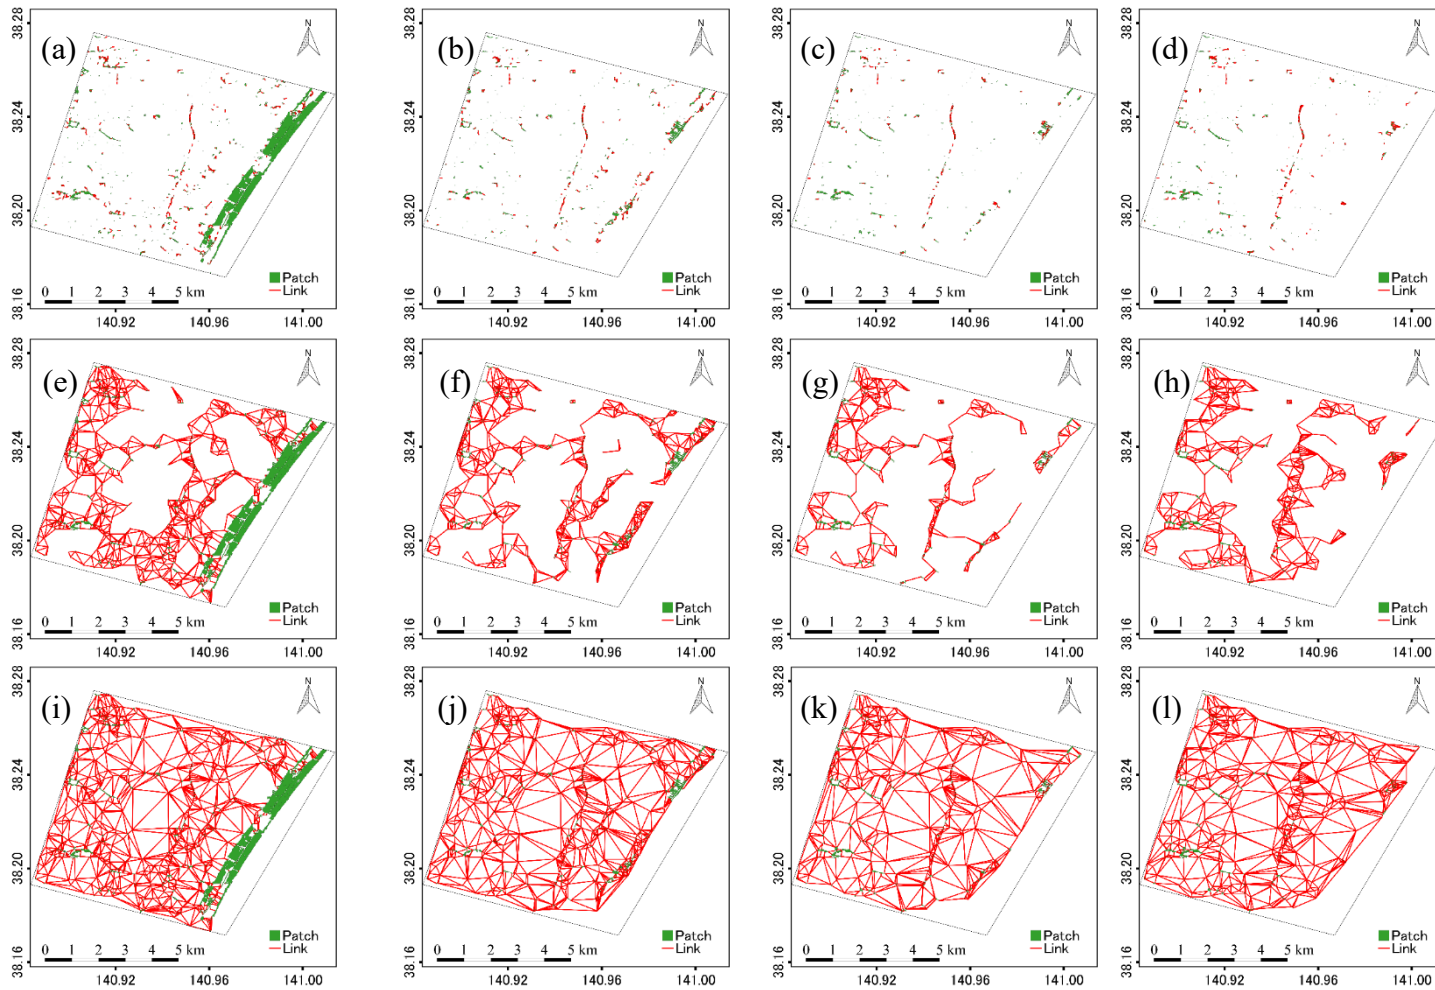 (a) N 38.28 38.24 38.20 38.16 Patch Link 0 1 2 3 4 5 km 140.92 140.96 141.00
(b) N 38.28 38.24 38.20 38.16 Patch Link 0 1 2 3 4 5 km 140.92 140.96 141.00
(c) N 38.28 38.24 38.20 38.16 Patch Link 0 1 2 3 4 5 km 140.92 140.96 141.00
(d) N 38.28 38.24 38.20 38.16 Patch Link 0 1 2 3 4 5 km 140.92 140.96 141.00
(e) N 38.28 38.24 38.20 38.16 Patch Link 0 1 2 3 4 5 km 140.92 140.96 141.00
(f) N 38.28 38.24 38.20 38.16 Patch Link 0 1 2 3 4 5 km 140.92 140.96 141.00
(g) N 38.28 38.24 38.20 38.16 Patch Link 0 1 2 3 4 5 km 140.92 140.96 141.00
(h) N 38.28 38.24 38.20 38.16 Patch Link 0 1 2 3 4 5 km 140.92 140.96 141.00
(i) N 38.28 38.24 38.20 38.16 Patch Link 0 1 2 3 4 5 km 140.92 140.96 141.00
(j) N 38.28 38.24 38.20 38.16 Patch Link 0 1 2 3 4 5 km 140.92 140.96 141.00
(k) N 38.28 38.24 38.20 38.16 Patch Link 0 1 2 3 4 5 km 140.92 140.96 141.00
(l) N 38.28 38.24 38.20 38.16 Patch Link 0 1 2 3 4 5 km 140.92 140.96 141.00